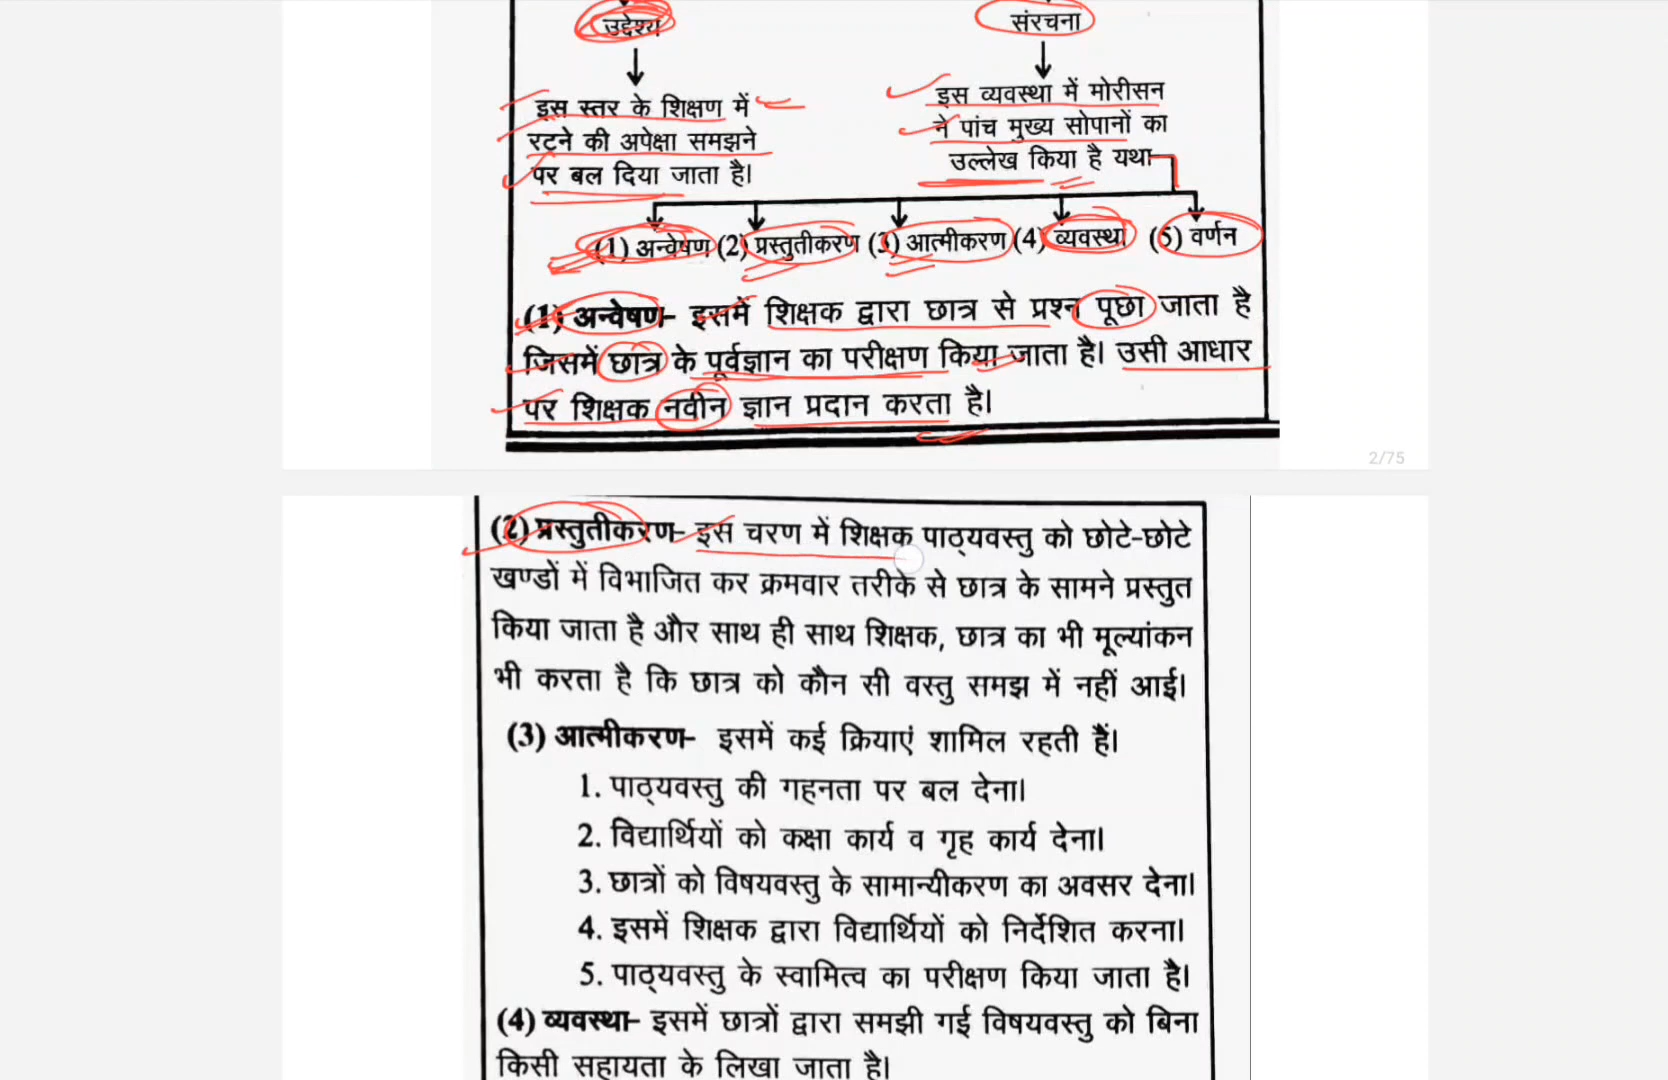 उद्देश्य
संरचना
इस स्तर के शिक्षण में
रटने की अपेक्षा समझने
पर बल दिया जाता है।
इस व्यवस्था में मोरीसन
ने पांच मुख्य सोपानों का
उल्लेख किया है यथा
(1) अन्वेषण (2) प्रस्तुतीकरण (3) आत्मीकरण (4) व्यवस्था (5) वर्णन
(1) अन्वेषण- इसमें शिक्षक द्वारा छात्र से प्रश्न पूछा जाता है
जिसमें छात्र के पूर्वज्ञान का परीक्षण किया जाता है। उसी आधार
पर शिक्षक नवीन ज्ञान प्रदान करता है।
2/75
(2) प्रस्तुतीकरण- इस चरण में शिक्षक पाठ्यवस्तु को छोटे-छोटे
खण्डों में विभाजित कर क्रमवार तरीके से छात्र के सामने प्रस्तुत
किया जाता है और साथ ही साथ शिक्षक, छात्र का भी मूल्यांकन
भी करता है कि छात्र को कौन सी वस्तु समझ में नहीं आई।
(3) आत्मीकरण- इसमें कई क्रियाएं शामिल रहती हैं।
1. पाठ्यवस्तु की गहनता पर बल देना।
2. विद्यार्थियों को कक्षा कार्य व गृह कार्य देना।
3. छात्रों को विषयवस्तु के सामान्यीकरण का अवसर देना।
4. इसमें शिक्षक द्वारा विद्यार्थियों को निर्देशित करना।
5. पाठ्यवस्तु के स्वामित्व का परीक्षण किया जाता है।
(4) व्यवस्था- इसमें छात्रों द्वारा समझी गई विषयवस्तु को बिना
किसी सहायता के लिखा जाता है।